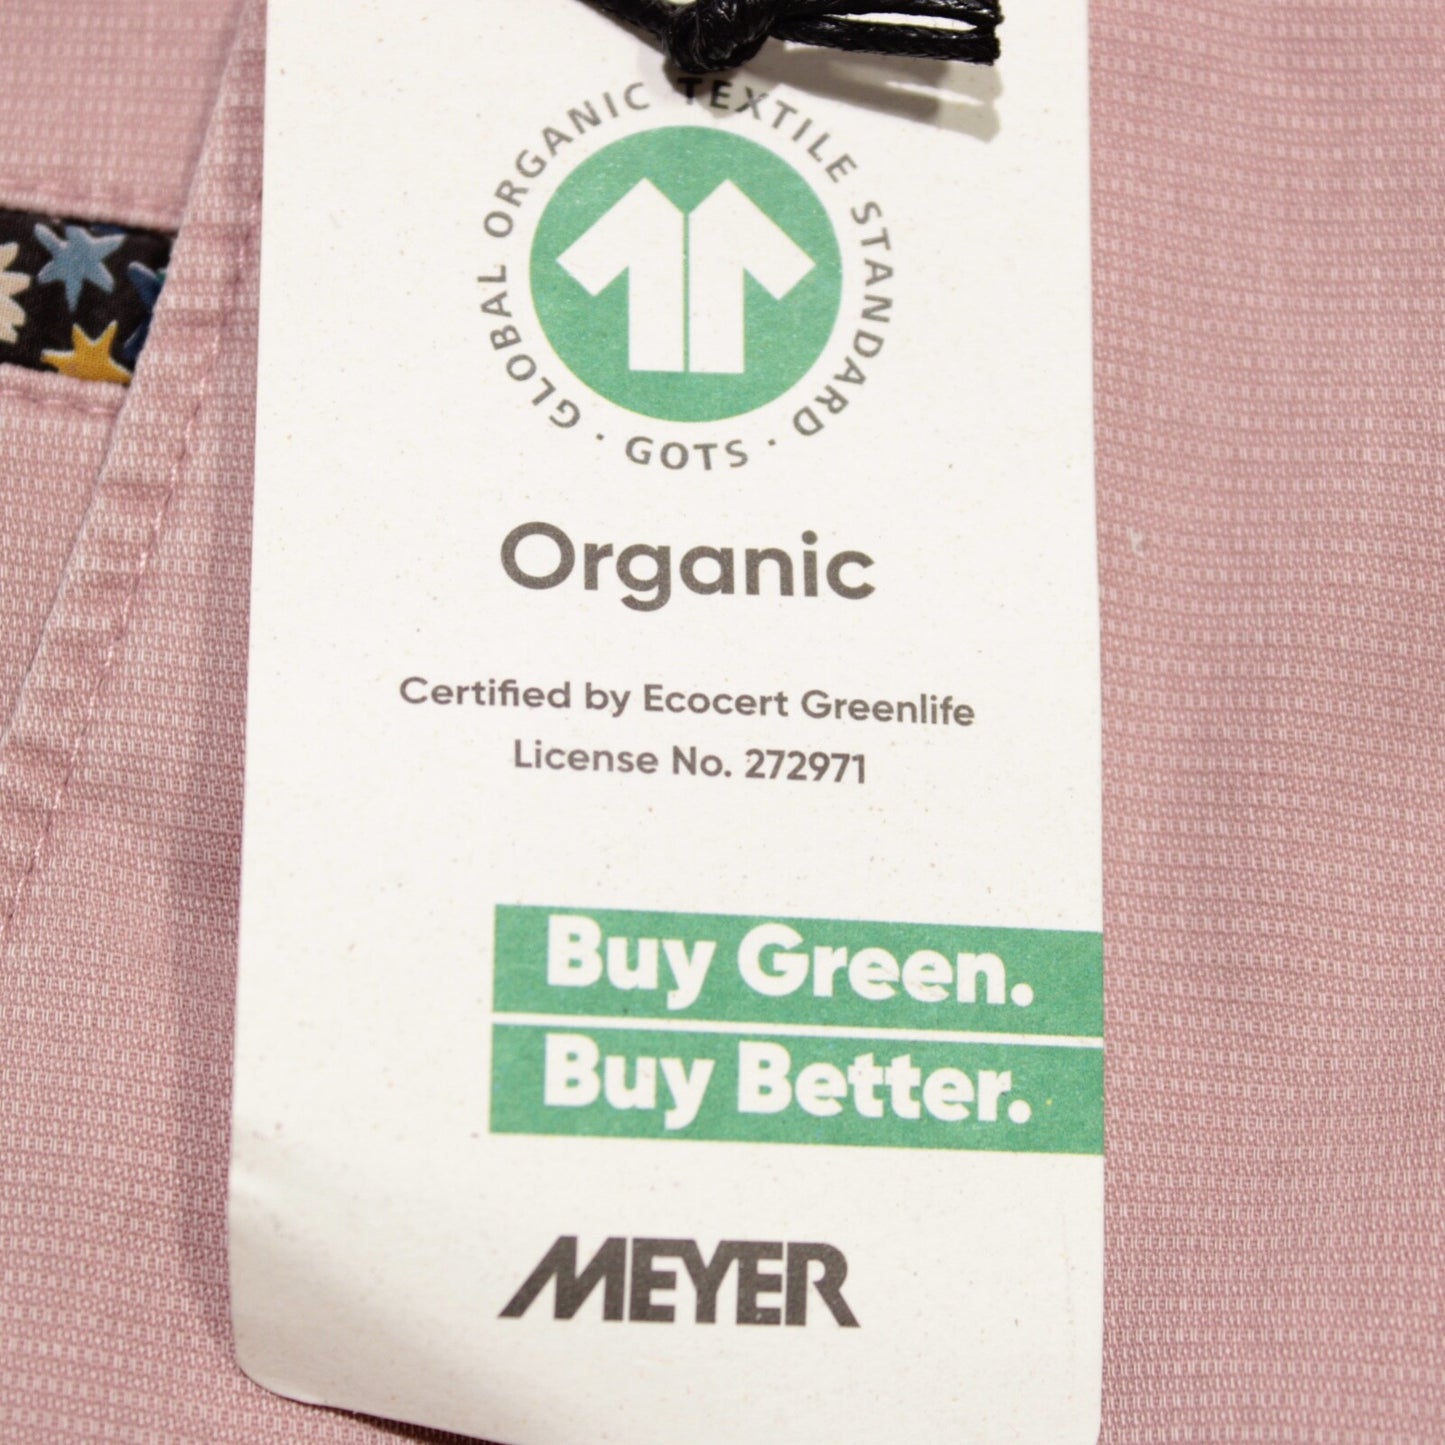 GLOBAL ORGANIC TEXTILE STANDARD · GOTS ·
Organic
Certified by Ecocert Greenlife
License No. 272971
Buy Green.
Buy Better.
MEYER